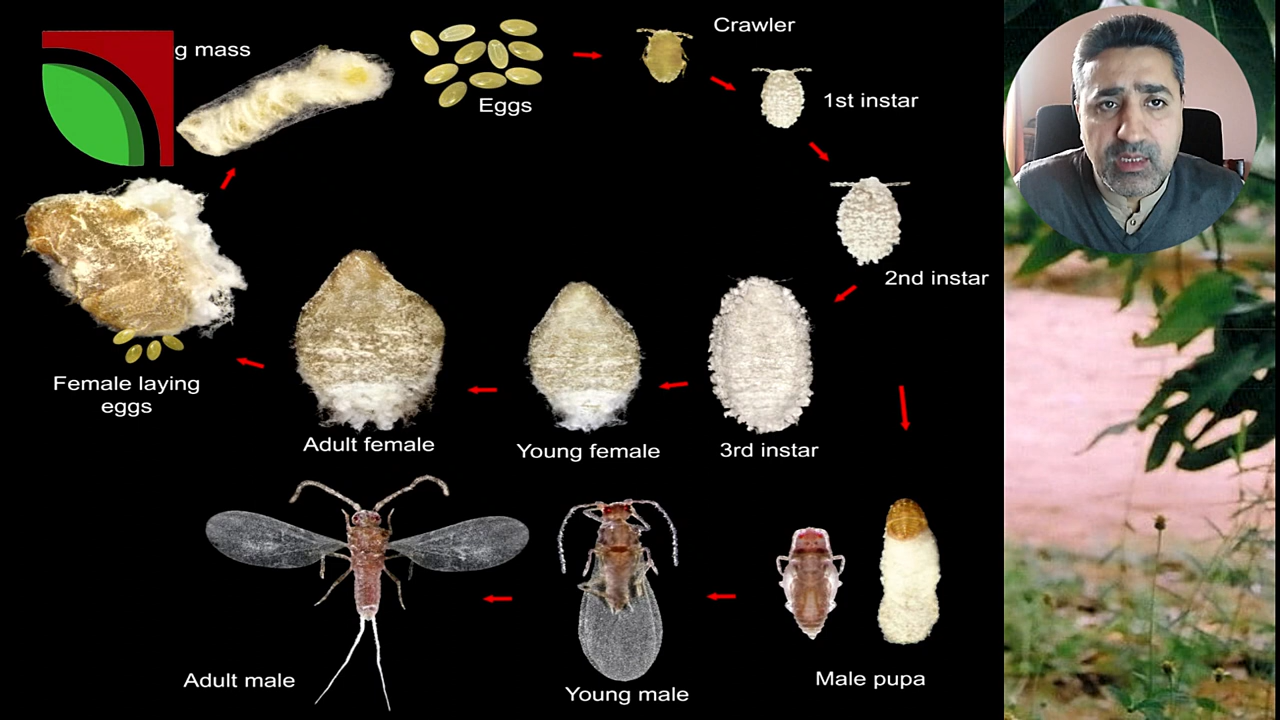 g mass
Eggs
Crawler
1st instar
2nd instar
3rd instar
Young female
Adult female
Female laying
eggs
Male pupa
Young male
Adult male